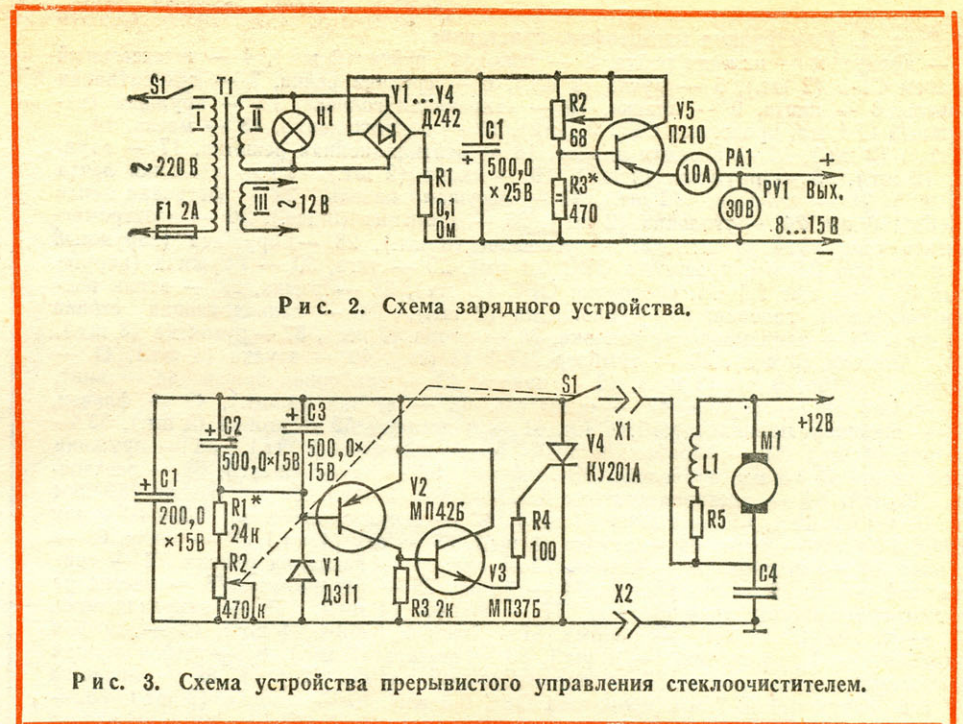 S1
T1
I
II
H1
V1...V4
Д242
~ 220 В
III
~ 12 В
F1 2А
R1
0,1
Ом
C1
+
500,0
×25В
R2
68
R3*
470
V5
П210
10А
PA1
+
PV1
Вых.
30В
8...15 В
−
Рис. 2. Схема зарядного устройства.
S1
+ C2
500,0×15В
+ C3
500,0×
15В
+ C1
200,0
×15В
R1*
24к
R2
470 к
V1
Д311
V2
МП42Б
R3 2к
V3
МП37Б
R4
100
V4
КУ201А
X1
X2
L1
R5
M1
+12В
C4
Рис. 3. Схема устройства прерывистого управления стеклоочистителем.